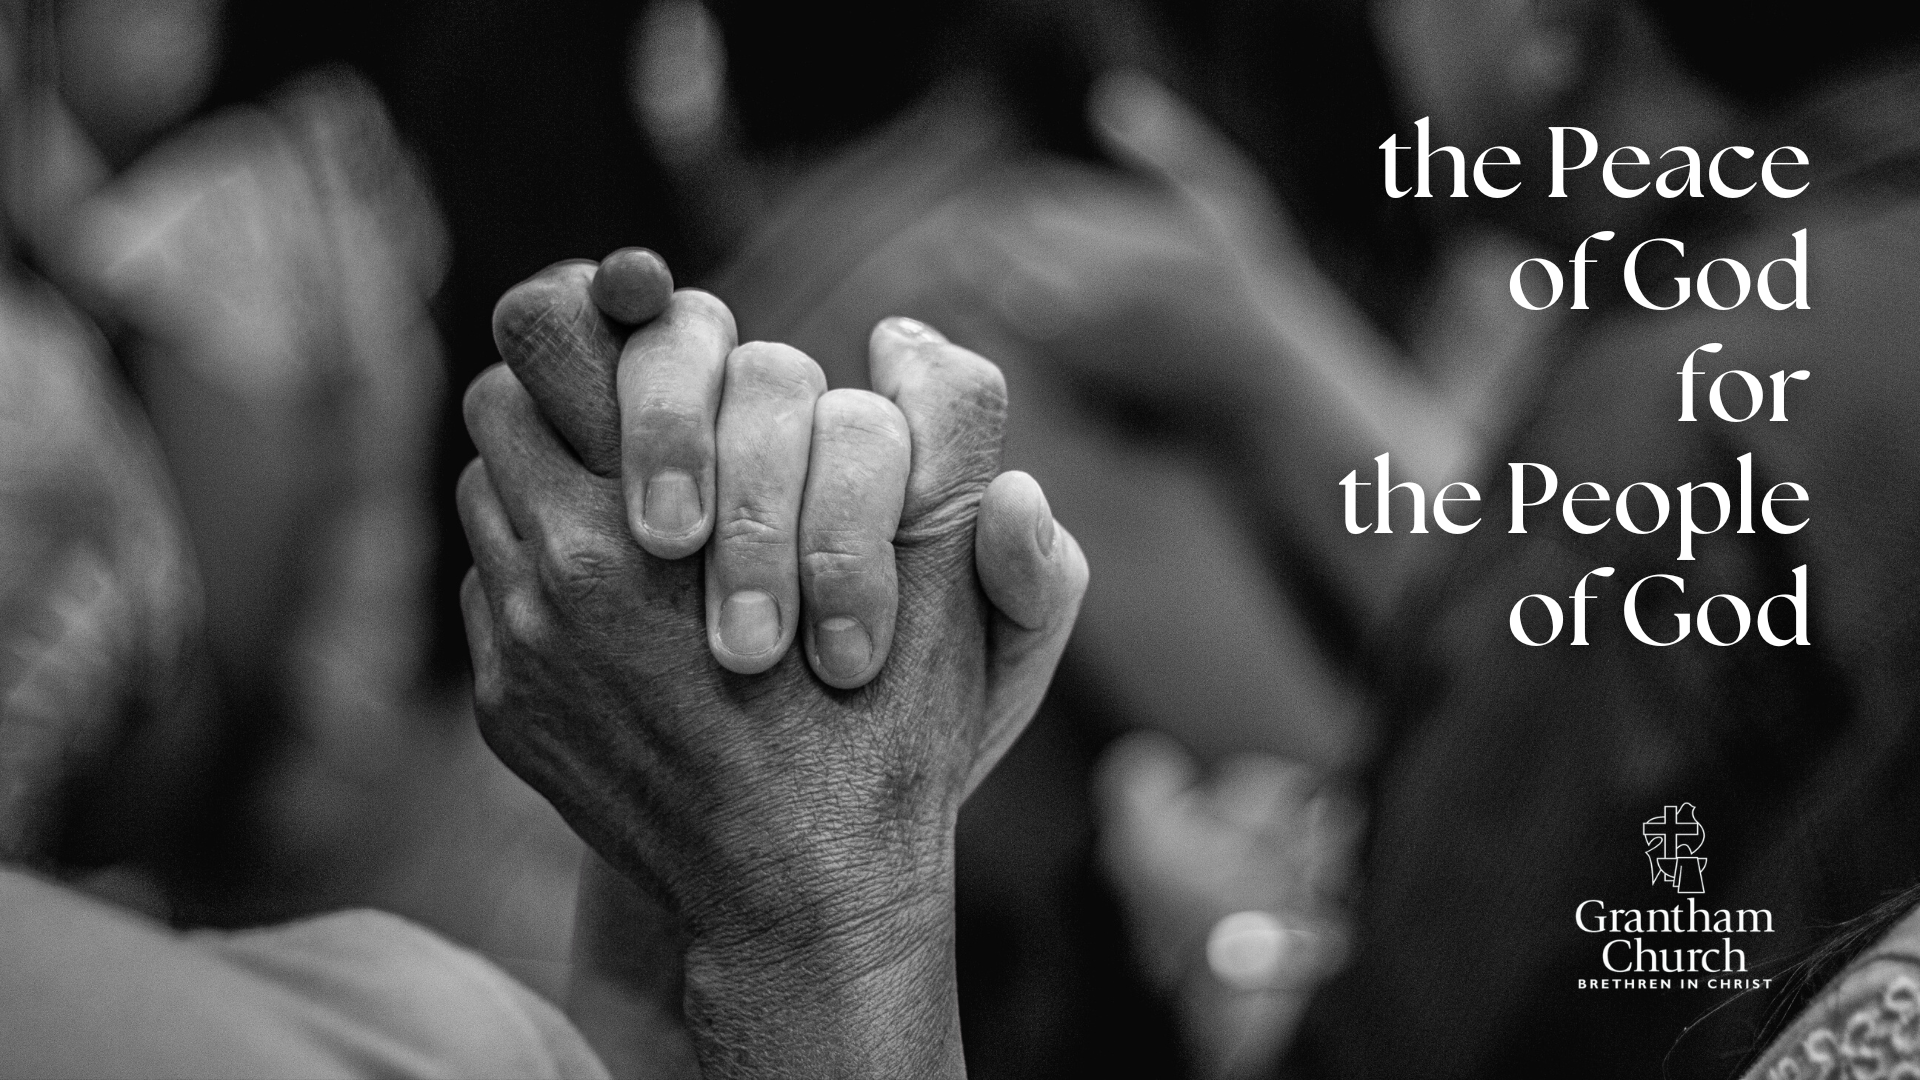 the Peace
of God
for
the People
of God
Grantham
Church
BRETHREN IN CHRIST